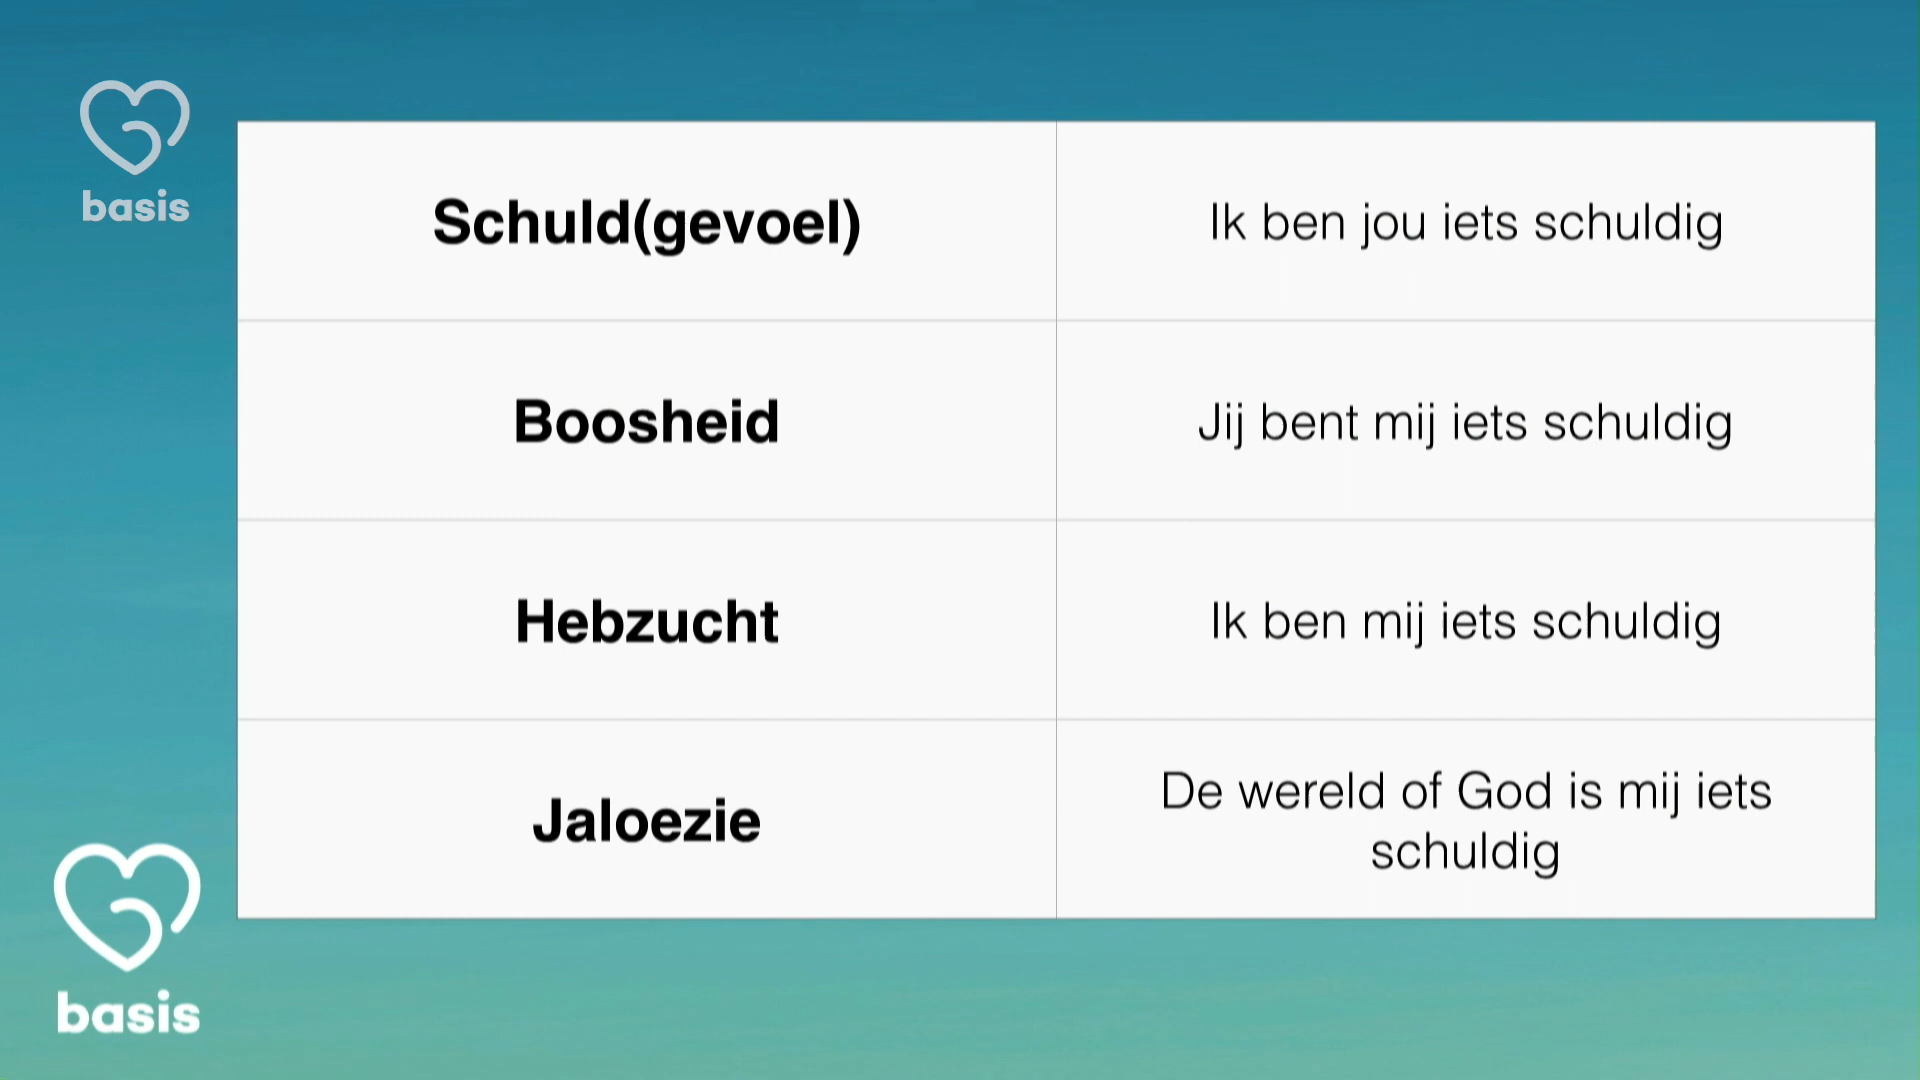 basis
Schuld(gevoel)
Ik ben jou iets schuldig
Boosheid
Jij bent mij iets schuldig
Hebzucht
Ik ben mij iets schuldig
Jaloezie
De wereld of God is mij iets
schuldig
basis